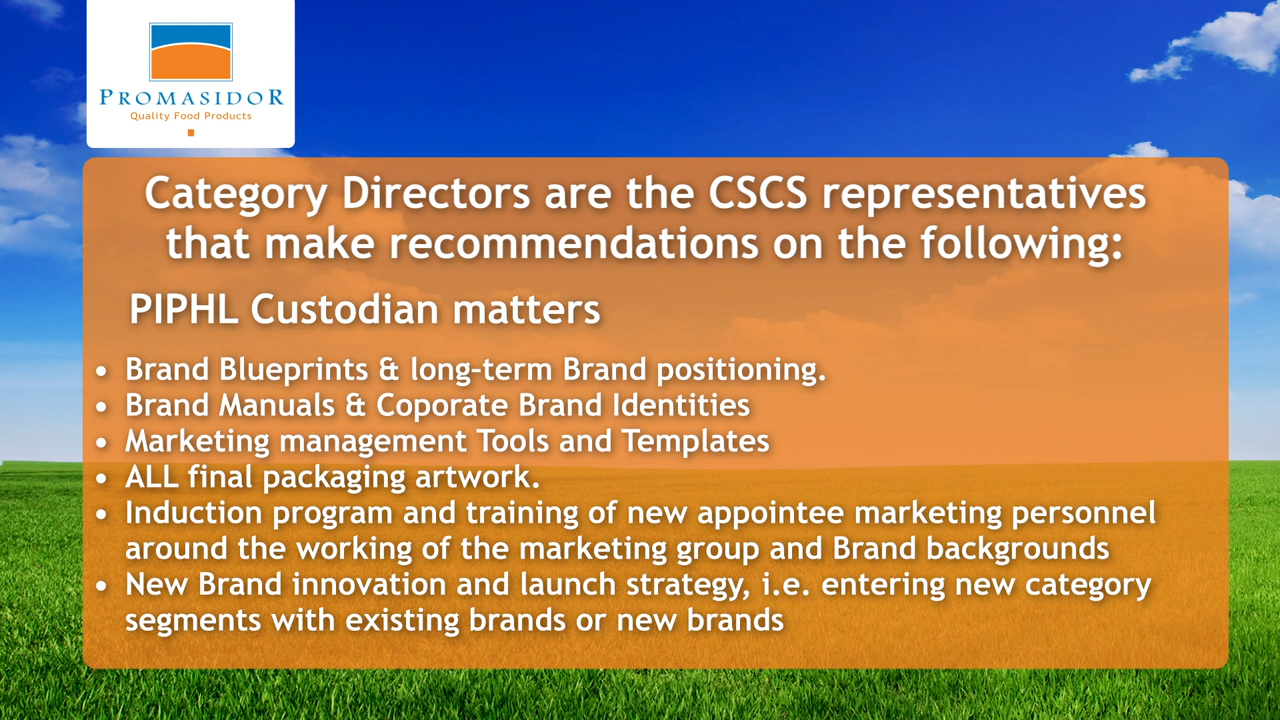 PROMASIDOR
Quality Food Products
Category Directors are the CSCS representatives
that make recommendations on the following:
PIPHL Custodian matters
• Brand Blueprints & long-term Brand positioning.
• Brand Manuals & Coporate Brand Identities
• Marketing management Tools and Templates
• ALL final packaging artwork.
• Induction program and training of new appointee marketing personnel
around the working of the marketing group and Brand backgrounds
• New Brand innovation and launch strategy, i.e. entering new category
segments with existing brands or new brands